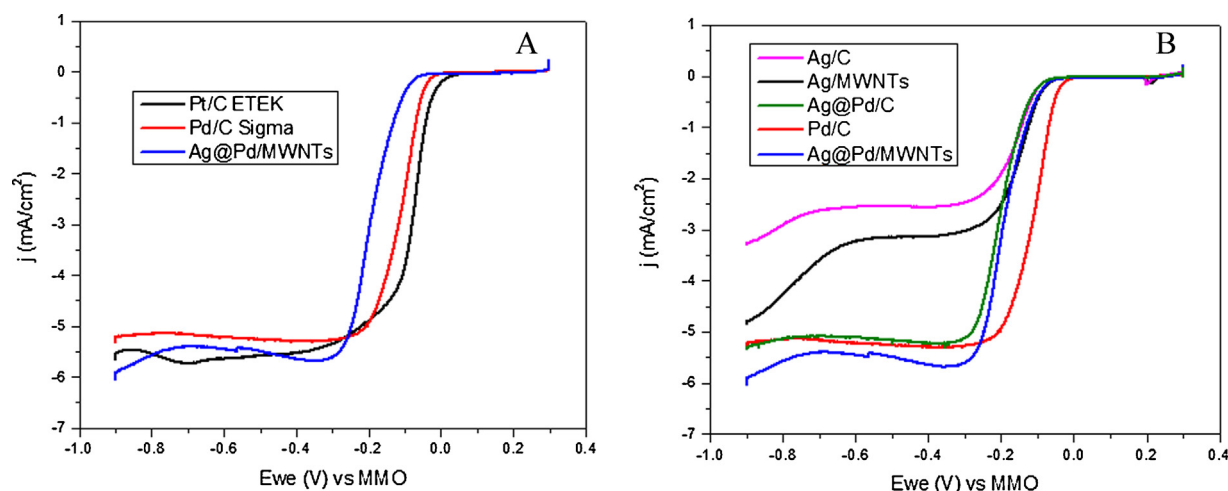 A
Pt/C ETEK
Pd/C Sigma
Ag@Pd/MWNTs
1
0
-1
-2
-3
-4
-5
-6
-7
-1.0 -0.8 -0.6 -0.4 -0.2 0.0 0.2 0.4
j (mA/cm²)
Ewe (V) vs MMO
B
Ag/C
Ag/MWNTs
Ag@Pd/C
Pd/C
Ag@Pd/MWNTs
1
0
-1
-2
-3
-4
-5
-6
-7
-1.0 -0.8 -0.6 -0.4 -0.2 0.0 0.2 0.4
j (mA/cm²)
Ewe (V) vs MMO